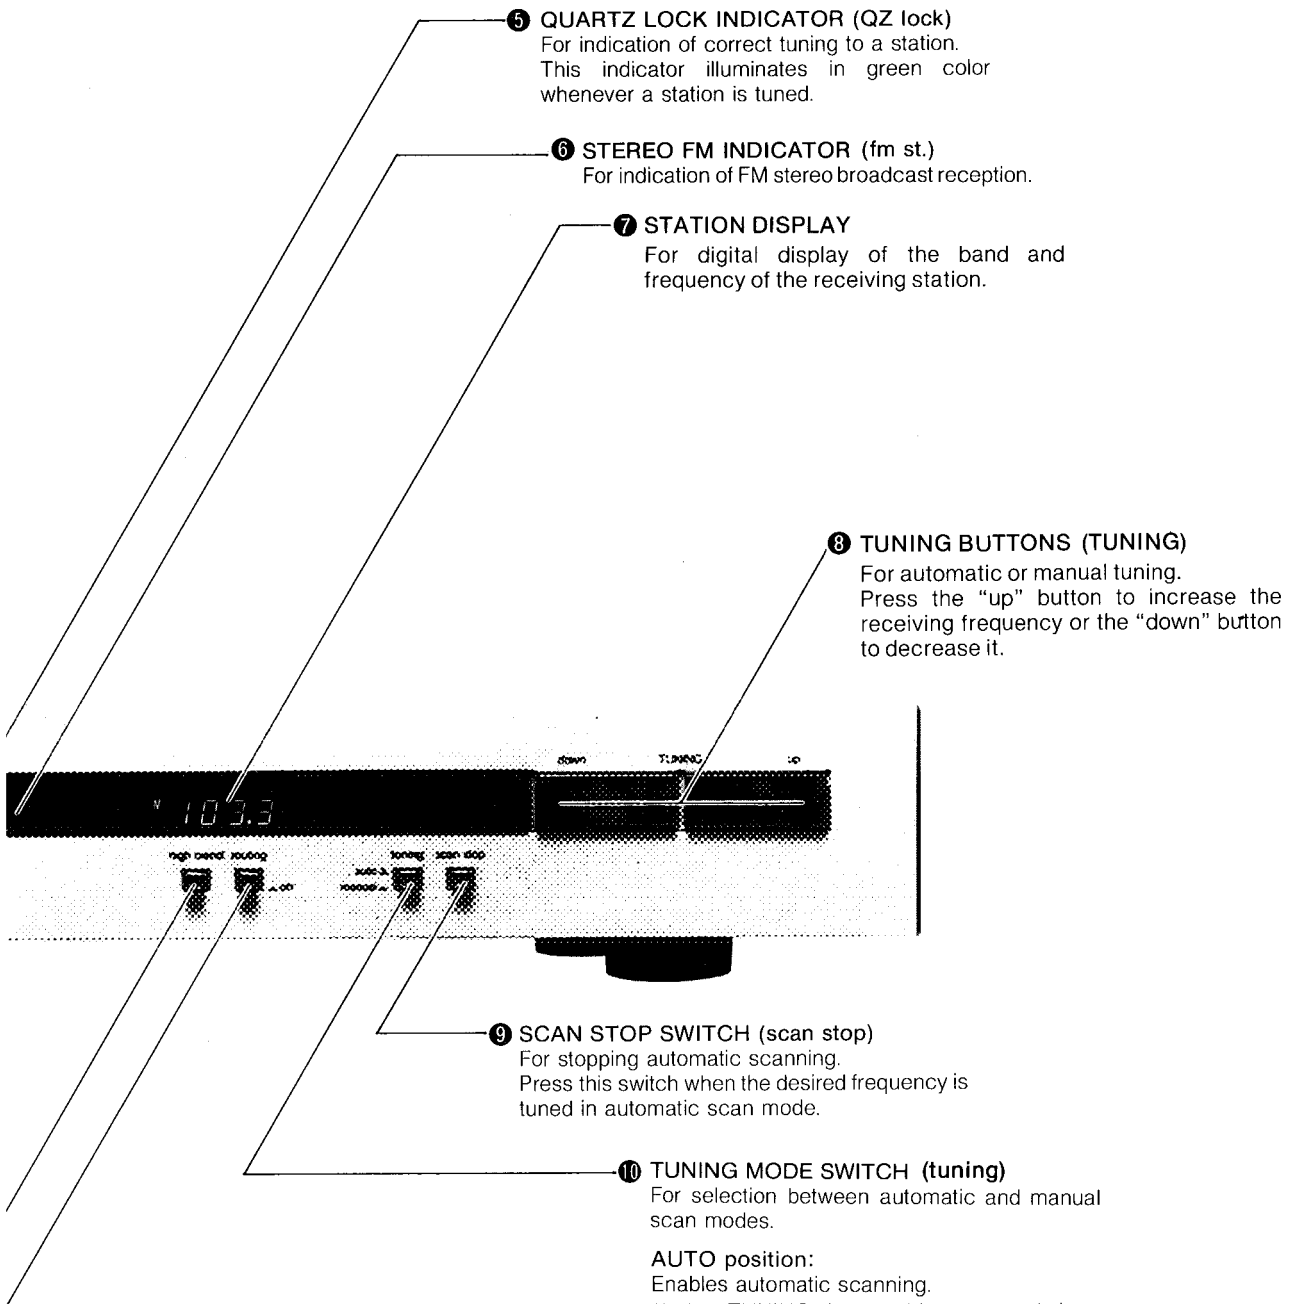 ❺ QUARTZ LOCK INDICATOR (QZ lock)
For indication of correct tuning to a station.
This indicator illuminates in green color
whenever a station is tuned.
❻ STEREO FM INDICATOR (fm st.)
For indication of FM stereo broadcast reception.
❼ STATION DISPLAY
For digital display of the band and
frequency of the receiving station.
❽ TUNING BUTTONS (TUNING)
For automatic or manual tuning.
Press the “up” button to increase the
receiving frequency or the “down” button
to decrease it.
down TUNING up
103.3
tuning scan stop
❾ SCAN STOP SWITCH (scan stop)
For stopping automatic scanning.
Press this switch when the desired frequency is
tuned in automatic scan mode.
❿ TUNING MODE SWITCH (tuning)
For selection between automatic and manual
scan modes.
AUTO position:
Enables automatic scanning.